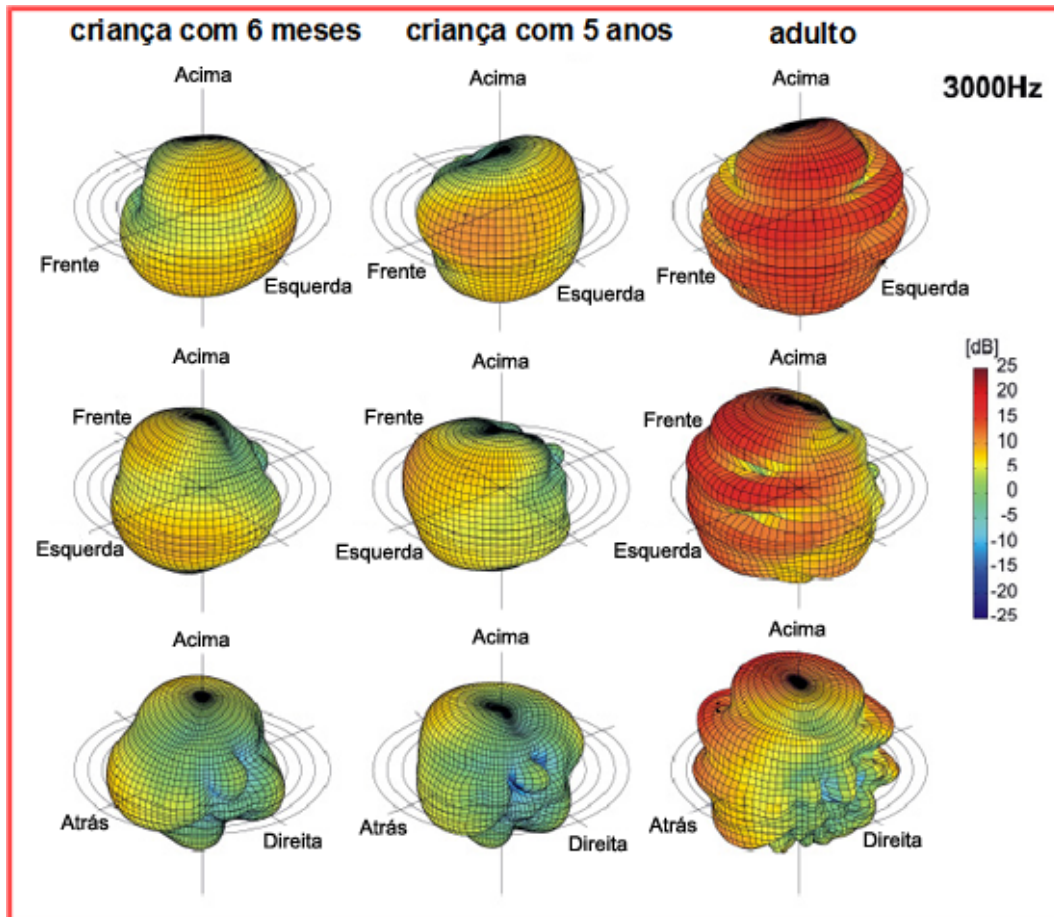 criança com 6 meses
criança com 5 anos
adulto
3000Hz
Acima
Acima
Acima
Frente
Esquerda
Frente
Esquerda
Frente
Esquerda
Acima
Acima
Acima
Frente
Esquerda
Frente
Esquerda
Frente
Esquerda
[dB]
25
20
15
10
5
0
-5
-10
-15
-20
-25
Acima
Acima
Acima
Atrás
Direita
Atrás
Direita
Atrás
Direita